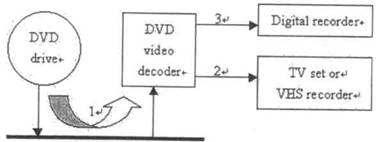 DVD
drive
DVD
video
decoder
3
Digital recorder
2
TV set or
VHS recorder
1